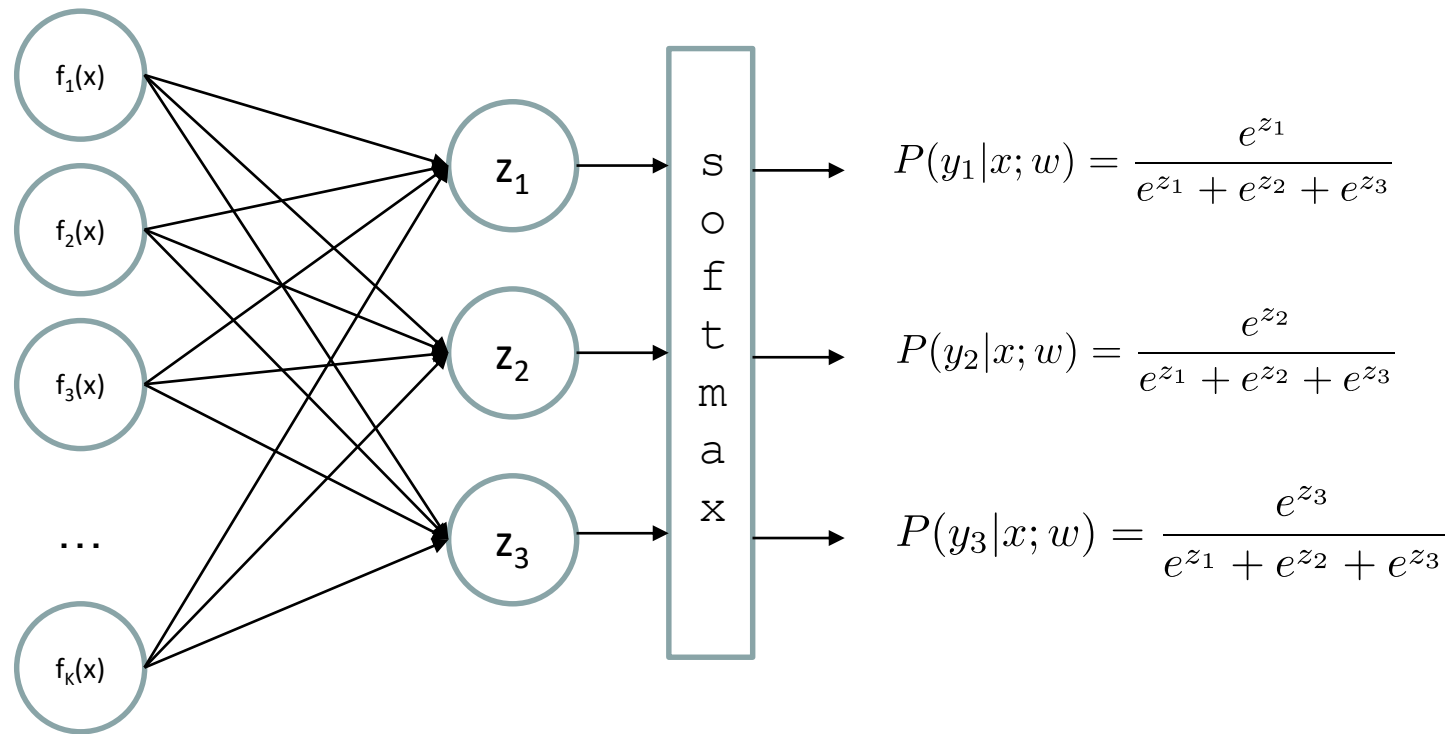 f₁(x)
f₂(x)
f₃(x)
...
f_K(x)
z₁
z₂
z₃
softmax
P(y₁|x; w) = e^{z₁} / (e^{z₁} + e^{z₂} + e^{z₃})
P(y₂|x; w) = e^{z₂} / (e^{z₁} + e^{z₂} + e^{z₃})
P(y₃|x; w) = e^{z₃} / (e^{z₁} + e^{z₂} + e^{z₃})